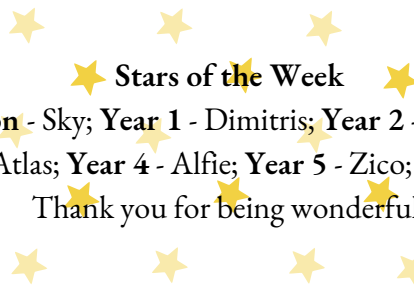 Stars of the Week
on - Sky; Year 1 - Dimitris; Year 2 -
Atlas; Year 4 - Alfie; Year 5 - Zico;
Thank you for being wonderful